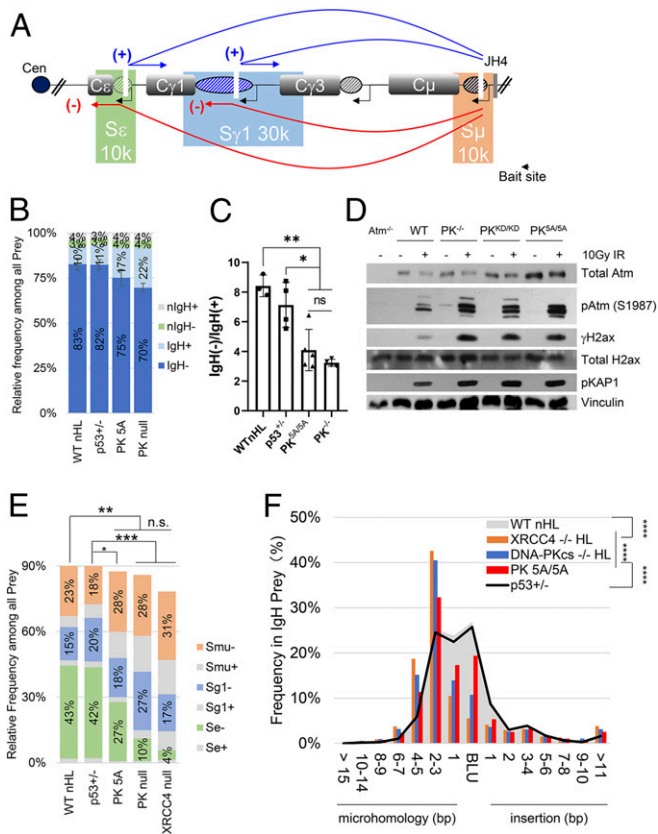 A
(+)
(+)
JH4
Cen
Cε
Cγ1
Cγ3
Cμ
(-)
(-)
Sε
10k
Sγ1 30k
Sμ
10k
Bait site
B
Relative frequency among all Prey
100%
75%
50%
25%
0%
4%
3%
4%
4%
3%
3%
4%
4%
10%
11%
17%
22%
83%
82%
75%
70%
WT nHL
p53+/-
PK 5A
PK null
nIgH+
nIgH-
IgH+
IgH-
C
IgH(-)/IgH(+)
10
8
6
4
2
0
**
*
ns
WTnHL
p53+/-
PK5A/5A
PK-/-
D
Atm-/-
WT
PK-/-
PKKD/KD
PK5A/5A
- - + - + - + - +
10Gy IR
Total Atm
pAtm (S1987)
γH2ax
Total H2ax
pKAP1
Vinculin
E
Relative Frequency among all Prey
90%
60%
30%
0%
**
n.s.
***
*
23%
18%
28%
28%
31%
15%
20%
18%
27%
17%
43%
42%
27%
10%
4%
WT nHL
p53+/-
PK 5A
PK null
XRCC4 null
Smu-
Smu+
Sg1-
Sg1+
Se-
Se+
F
Frequency in IgH Prey (%)
50%
40%
30%
20%
10%
0%
WT nHL
XRCC4 -/- HL
DNA-PKcs -/- HL
PK 5A/5A
p53+/-
****
****
****
> 15
10-14
8-9
6-7
4-5
2-3
1
BLU
1
2
3-4
5-6
7-8
9-10
>11
microhomology (bp)
insertion (bp)